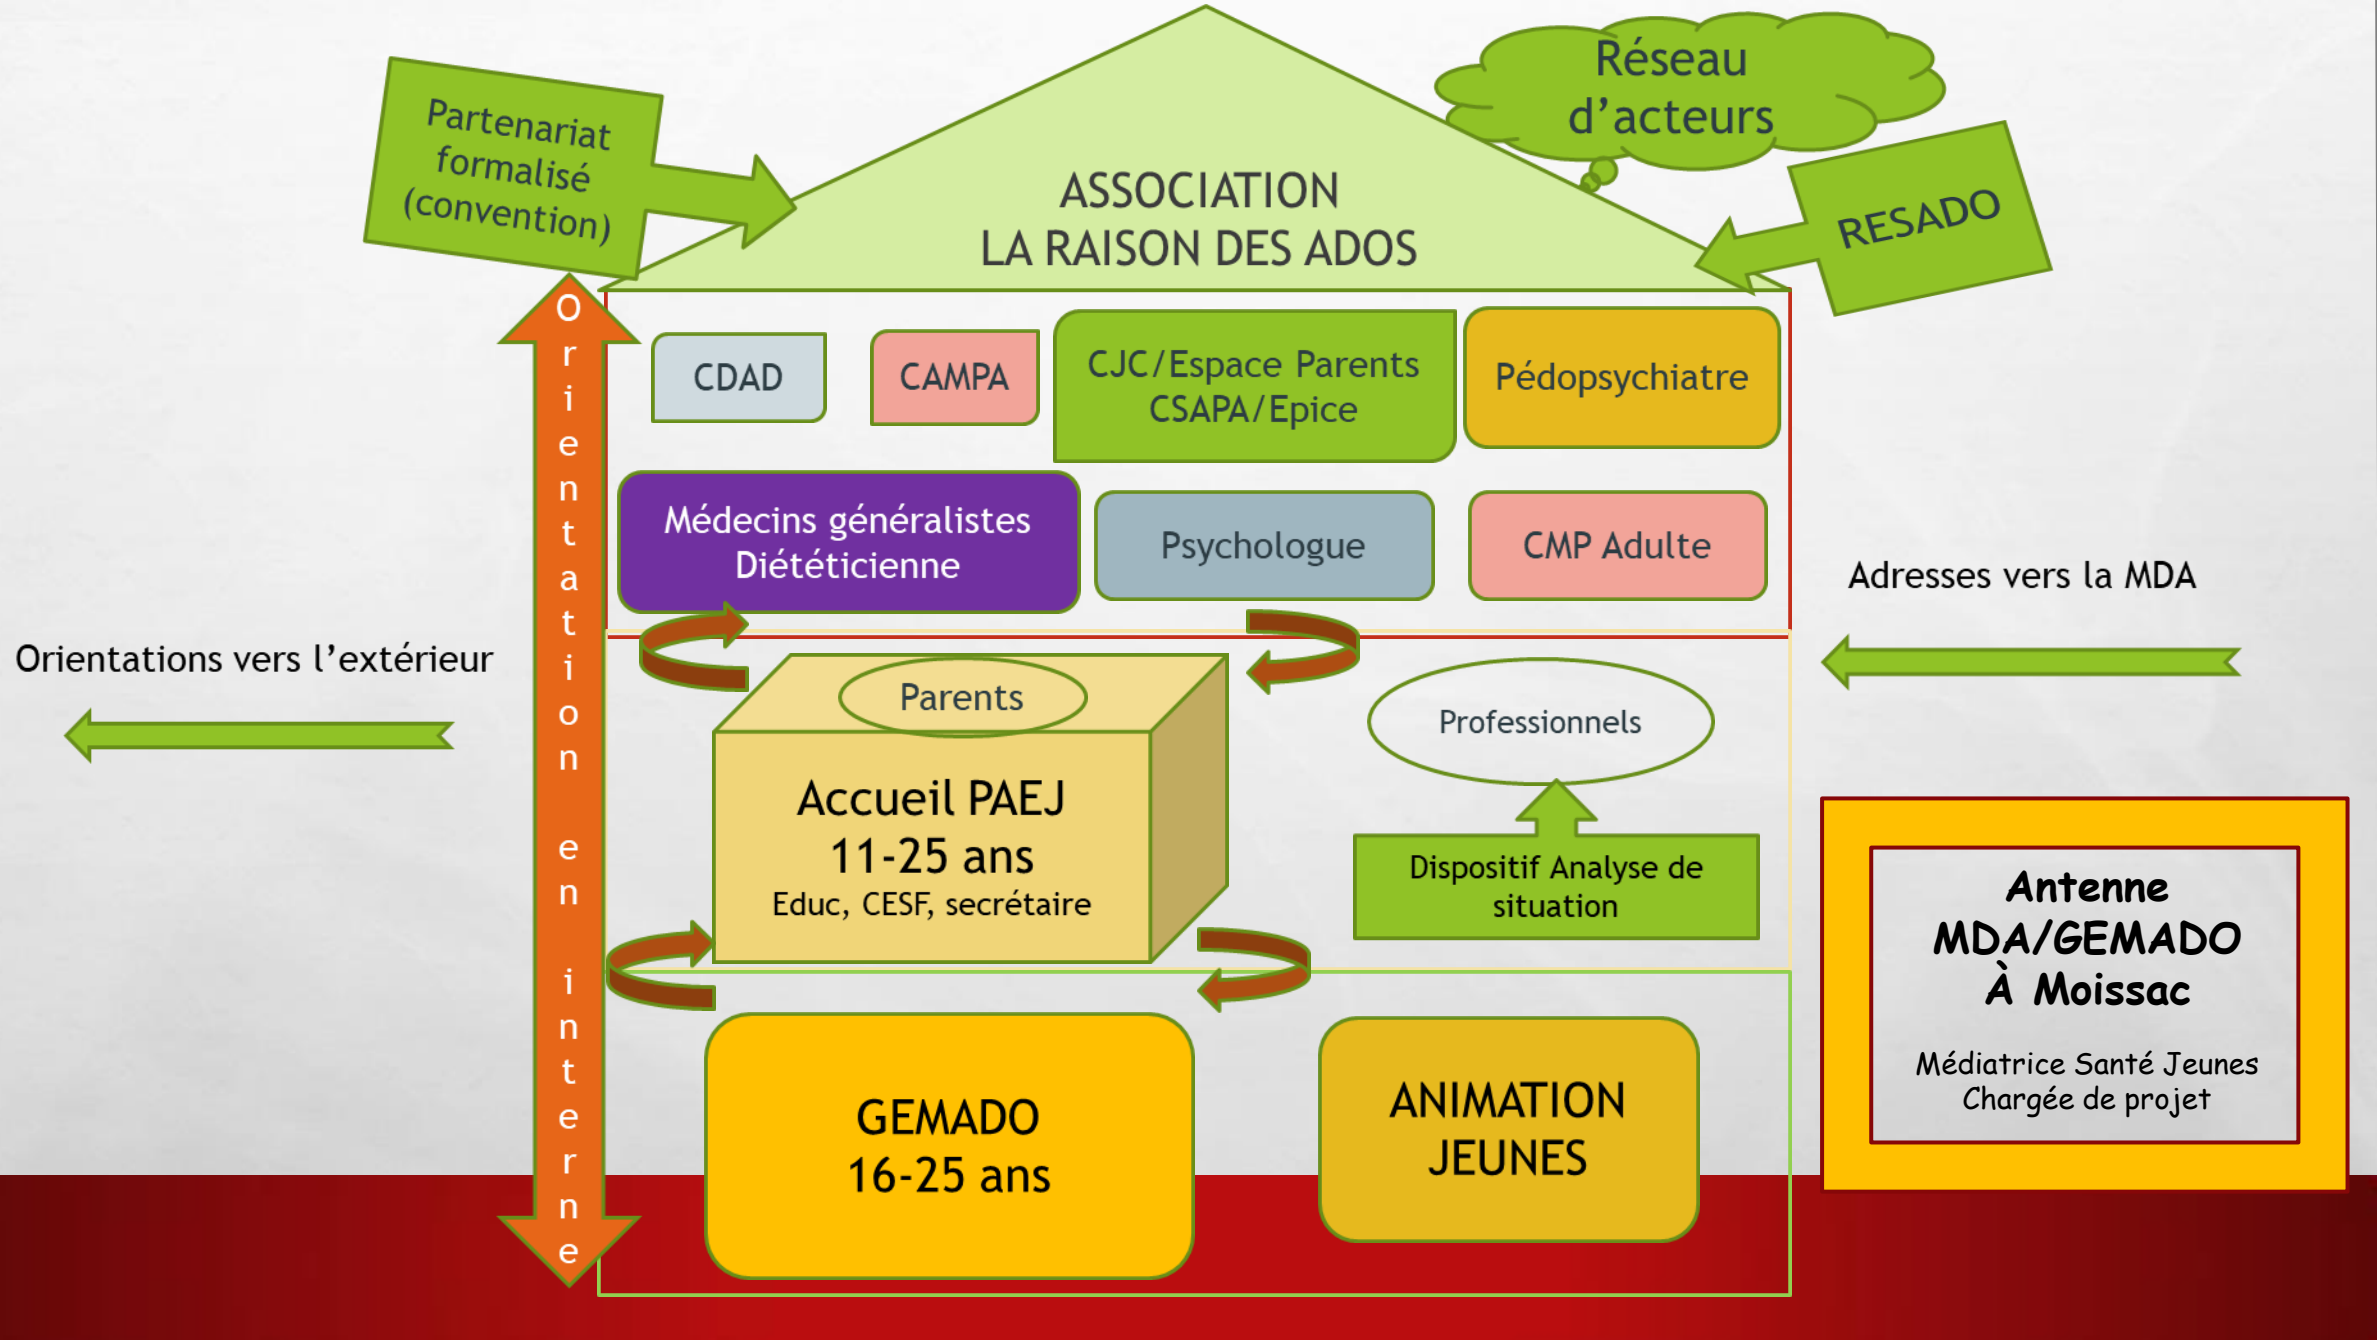 Partenariat
formalisé
(convention)
Réseau
d’acteurs
RESADO
ASSOCIATION
LA RAISON DES ADOS
CDAD
CAMPA
CJC/Espace Parents
CSAPA/Epice
Pédopsychiatre
Médecins généralistes
Diététicienne
Psychologue
CMP Adulte
Orientation en interne
Orientations vers l’extérieur
Adresses vers la MDA
Parents
Accueil PAEJ
11-25 ans
Educ, CESF, secrétaire
Professionnels
Dispositif Analyse de
situation
GEMADO
16-25 ans
ANIMATION
JEUNES
Antenne
MDA/GEMADO
À Moissac
Médiatrice Santé Jeunes
Chargée de projet